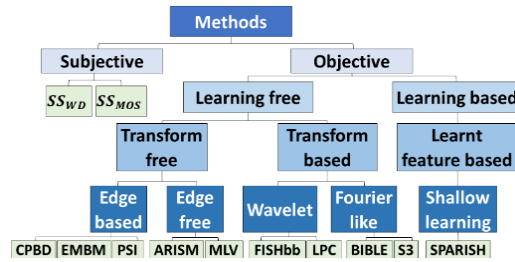 Methods
Subjective
Objective
SS_WD
SS_MOS
Learning free
Learning based
Transform
free
Transform
based
Learnt
feature based
Edge
based
Edge
free
Wavelet
Fourier
like
Shallow
learning
CPBD
EMBM
PSI
ARISM
MLV
FISHbb
LPC
BIBLE
S3
SPARISH